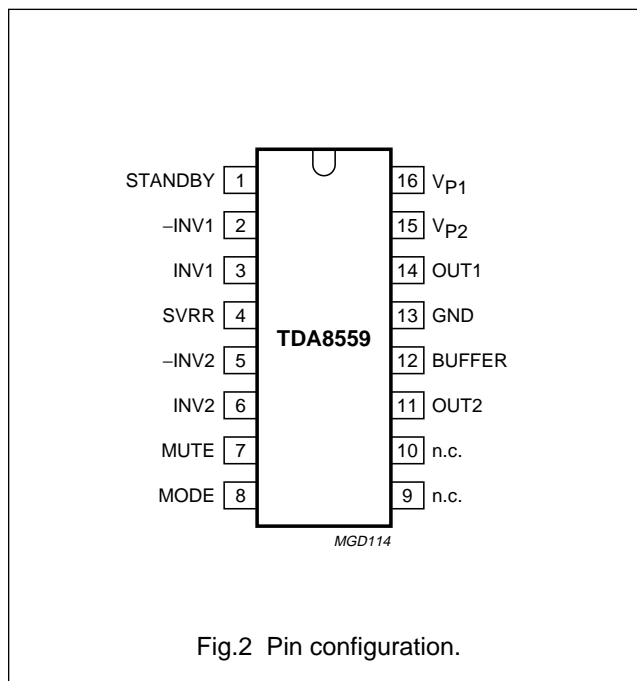 STANDBY 1 16 VP1
−INV1 2 15 VP2
INV1 3 14 OUT1
SVRR 4 13 GND
TDA8559
−INV2 5 12 BUFFER
INV2 6 11 OUT2
MUTE 7 10 n.c.
MODE 8 9 n.c.
MGD114
Fig.2 Pin configuration.